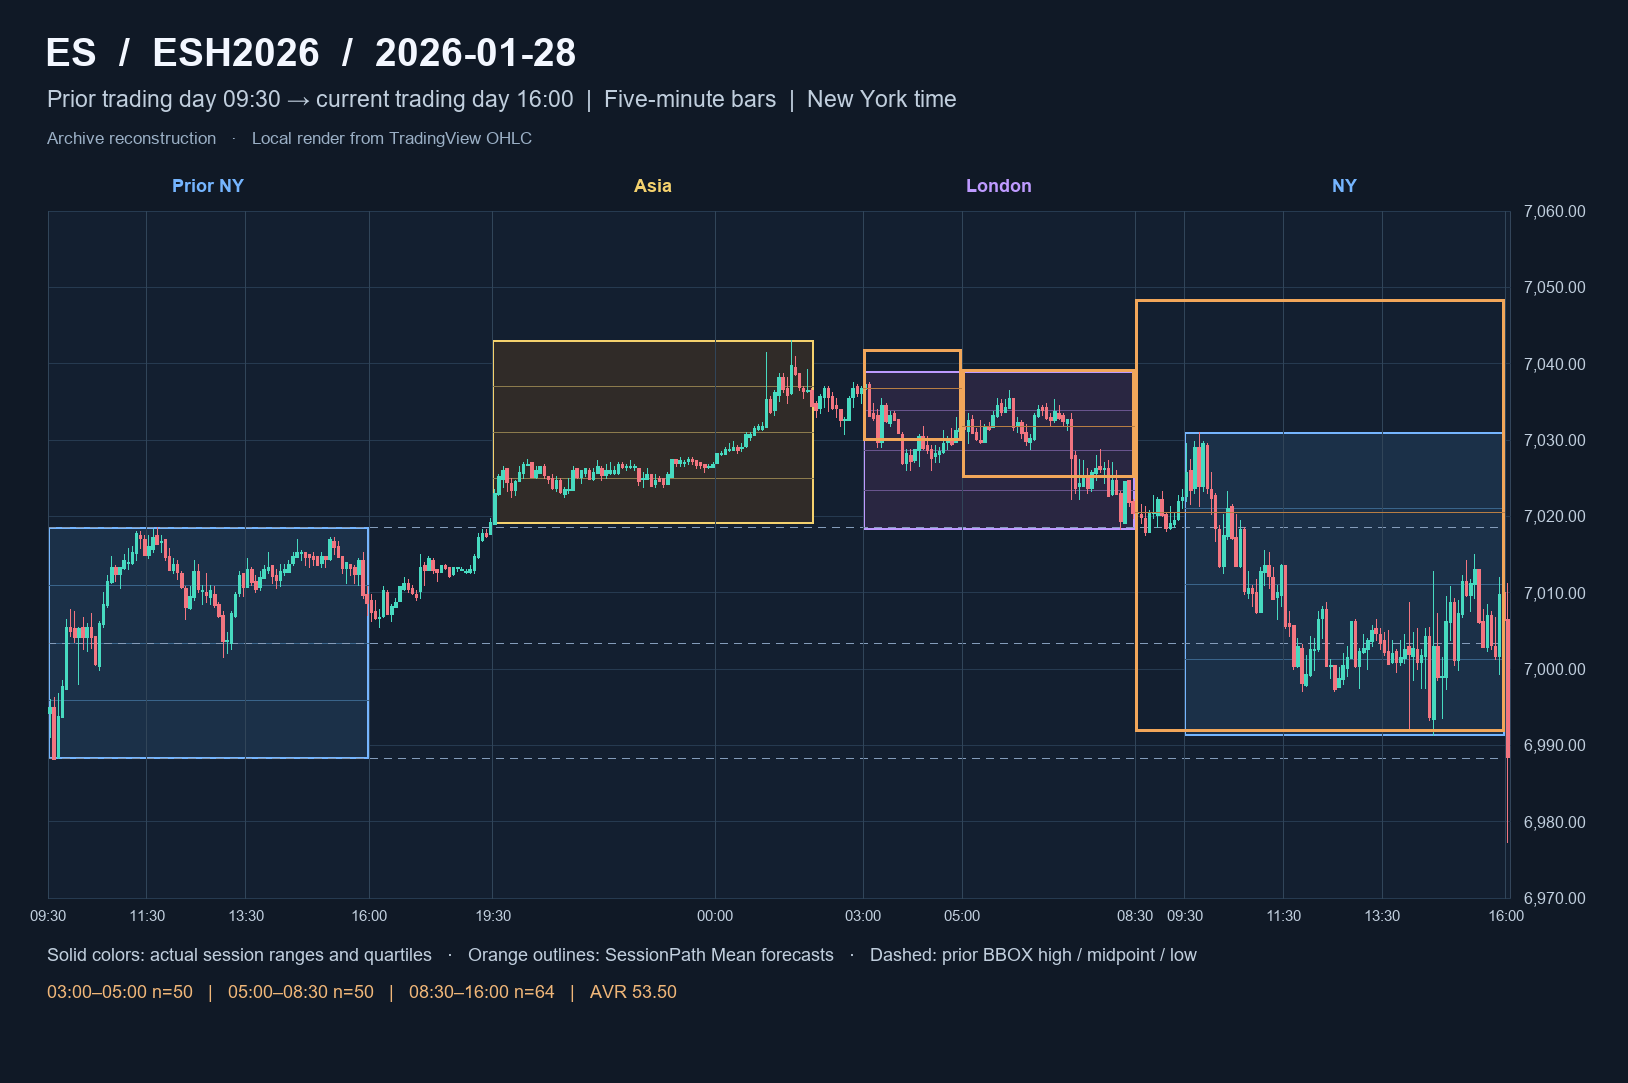 ES / ESH2026 / 2026-01-28
Prior trading day 09:30 → current trading day 16:00 | Five-minute bars | New York time
Archive reconstruction · Local render from TradingView OHLC
Prior NY Asia London NY
7,060.00
7,050.00
7,040.00
7,030.00
7,020.00
7,010.00
7,000.00
6,990.00
6,980.00
6,970.00
09:30 11:30 13:30 16:00 19:30 00:00 03:00 05:00 08:30 09:30 11:30 13:30 16:00
Solid colors: actual session ranges and quartiles · Orange outlines: SessionPath Mean forecasts · Dashed: prior BBOX high / midpoint / low
03:00–05:00 n=50 | 05:00–08:30 n=50 | 08:30–16:00 n=64 | AVR 53.50